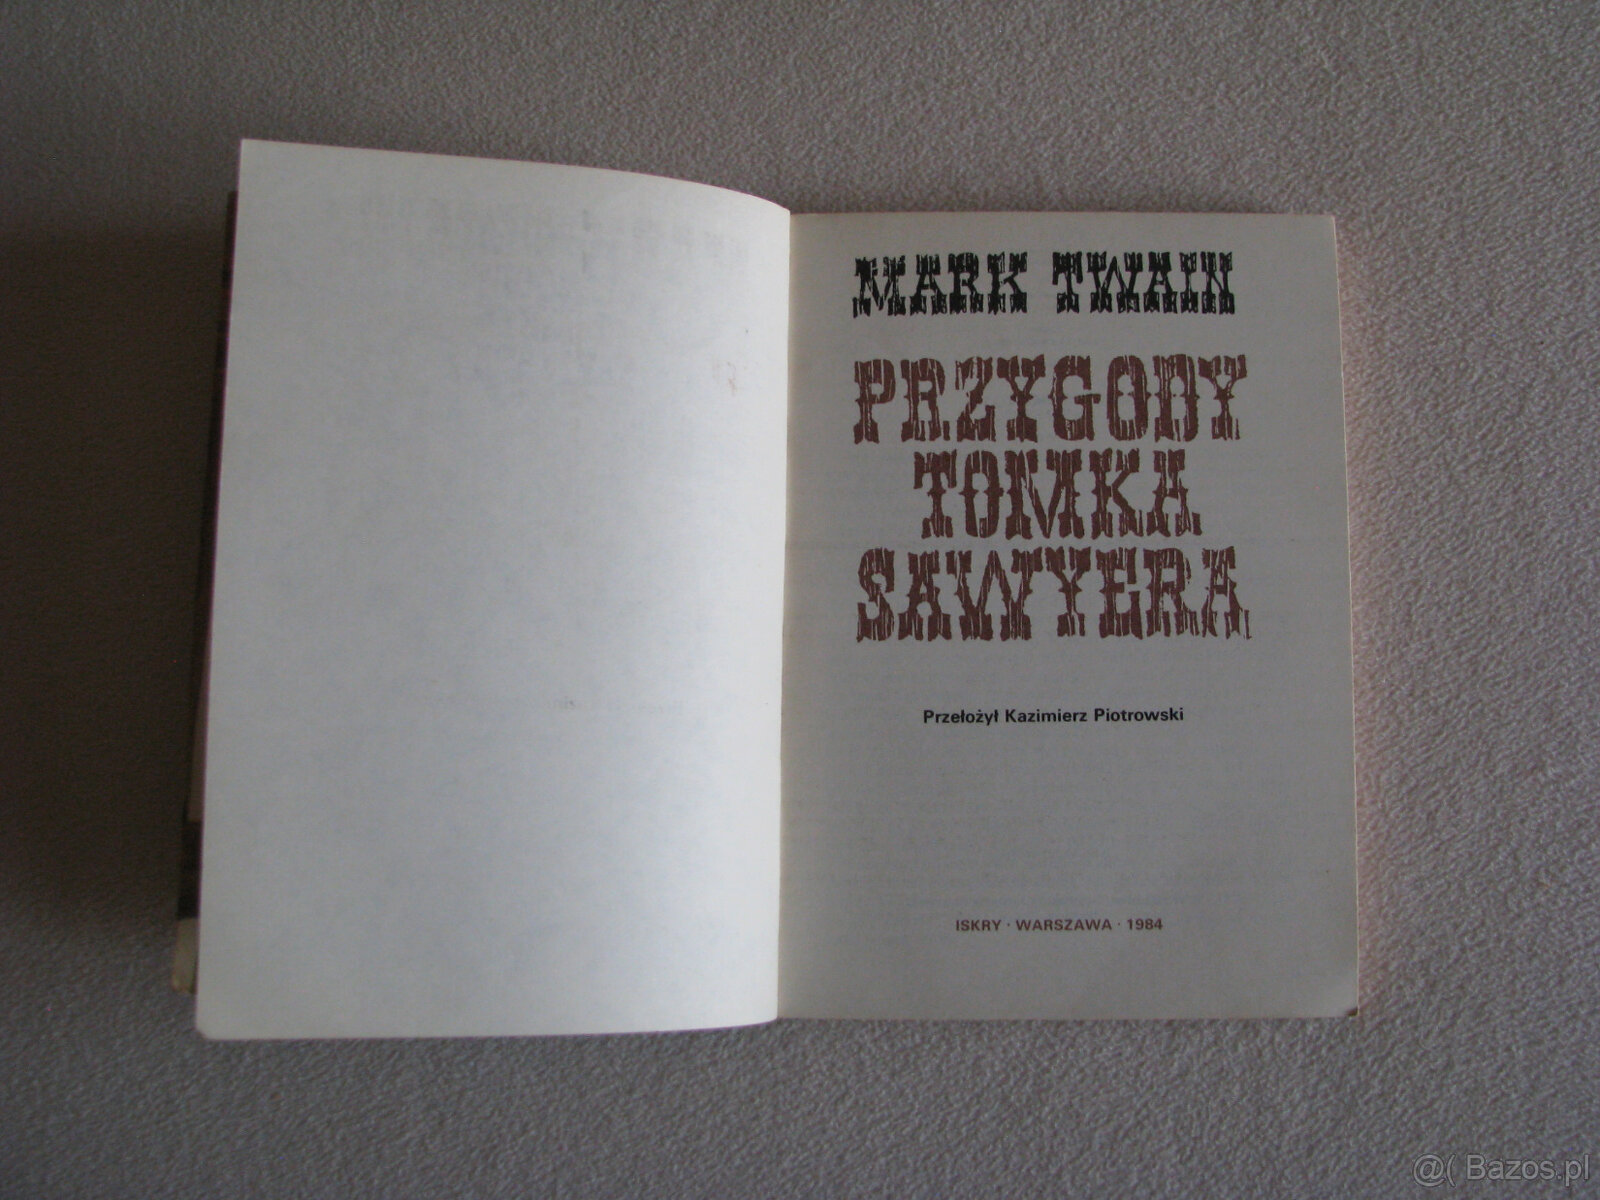 MARK TWAIN
PRZYGODY
TOMKA
SAWYERA
Przełożył Kazimierz Piotrowski
ISKRY · WARSZAWA · 1984
@( Bazos.pl